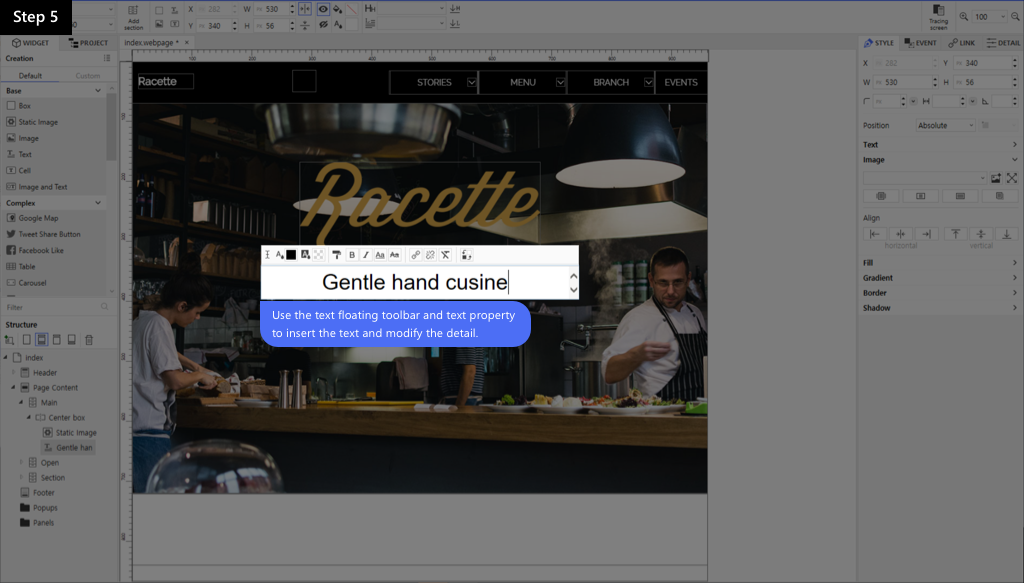 Step 5
Add section
X 282 W 530
Y 340 H 56
Tracing screen
100
WIDGET
PROJECT
index.webpage *
STYLE
EVENT
LINK
DETAIL
Creation
Default
Custom
Base
Box
Static Image
Image
Text
Cell
Image and Text
Complex
Google Map
Tweet Share Button
Facebook Like
Table
Carousel
Filter
Structure
index
Header
Page Content
Main
Center box
Static Image
Gentle han
Open
Section
Footer
Popups
Panels
Racette
STORIES
MENU
BRANCH
EVENTS
Racette
Gentle hand cusine
Use the text floating toolbar and text property
to insert the text and modify the detail.
X 282 Y 340
W 530 H 56
Position Absolute
Text
Image
Align
horizontal
vertical
Fill
Gradient
Border
Shadow